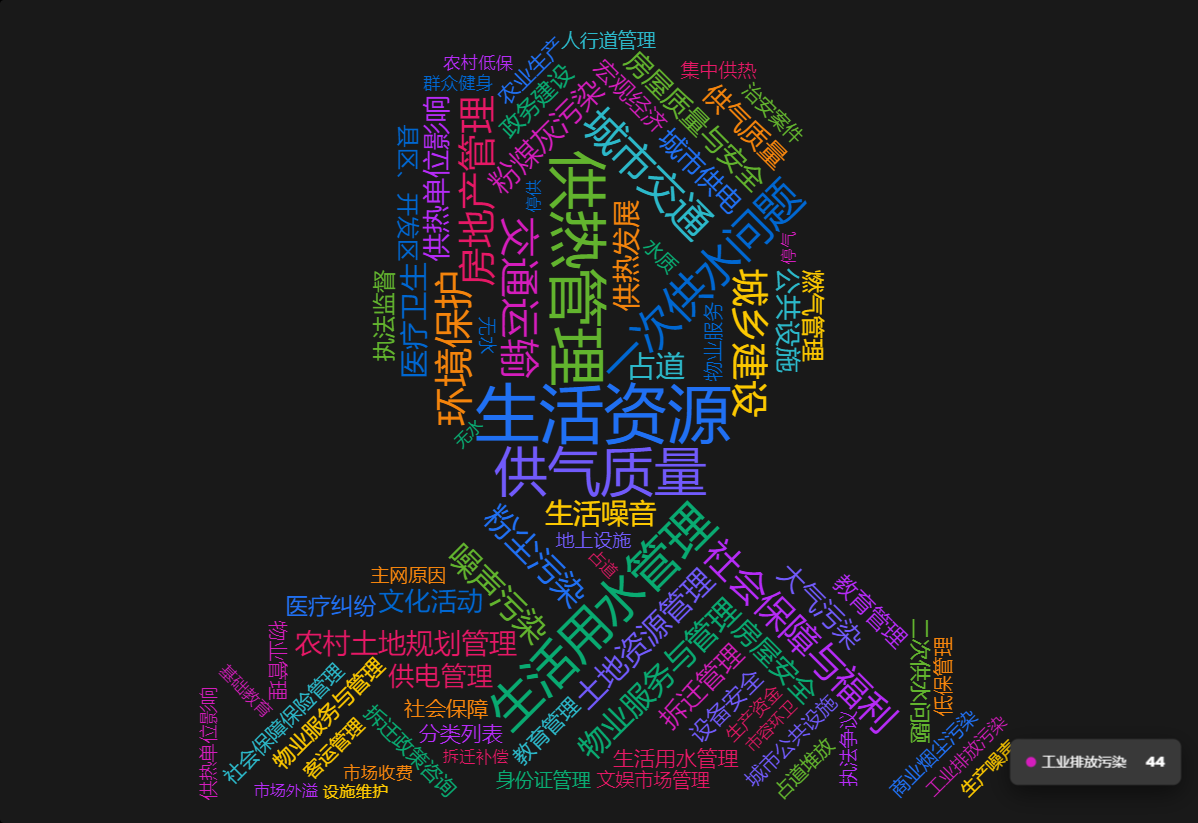 人行道管理
农村低保
农业生产
宏观经济
房屋质量与安全
集中供热
群众健身
政务建设
粉煤灰污染
供气质量
治安案件
县区、开发区
供热单位影响
房地产管理
城市交通
城市供电
停供
供热管理
供热发展
二次供水问题
水质
停气
交通运输
执法监督
医疗卫生
环境保护
无水
物业服务
城乡建设
公共设施
燃气管理
占道
无水
生活资源
供气质量
生活噪音
粉尘污染
地上设施
占道
生活用水管理
社会保障与福利
主网原因
噪声污染
大气污染
教育管理
医疗纠纷
文化活动
土地资源管理
物业服务与管理
房屋安全
农村土地规划管理
物业管理
二次供水问题
低保管理
基础教育
供热单位影响
社会保障保险管理
物业服务与管理
供电管理
拆迁管理
设备安全
生产资金
市容环卫
社会保障
客运管理
拆迁政策咨询
分类列表
教育管理
城市公共设施
执法争议
商业烟尘污染
工业排放污染
生产噪声
拆迁补偿
生活用水管理
市场收费
身份证管理
文娱市场管理
占道堆放
市场外溢
设施维护
工业排放污染 44